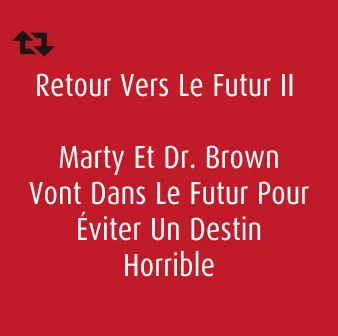 Retour Vers Le Futur II
Marty Et Dr. Brown
Vont Dans Le Futur Pour
Éviter Un Destin
Horrible